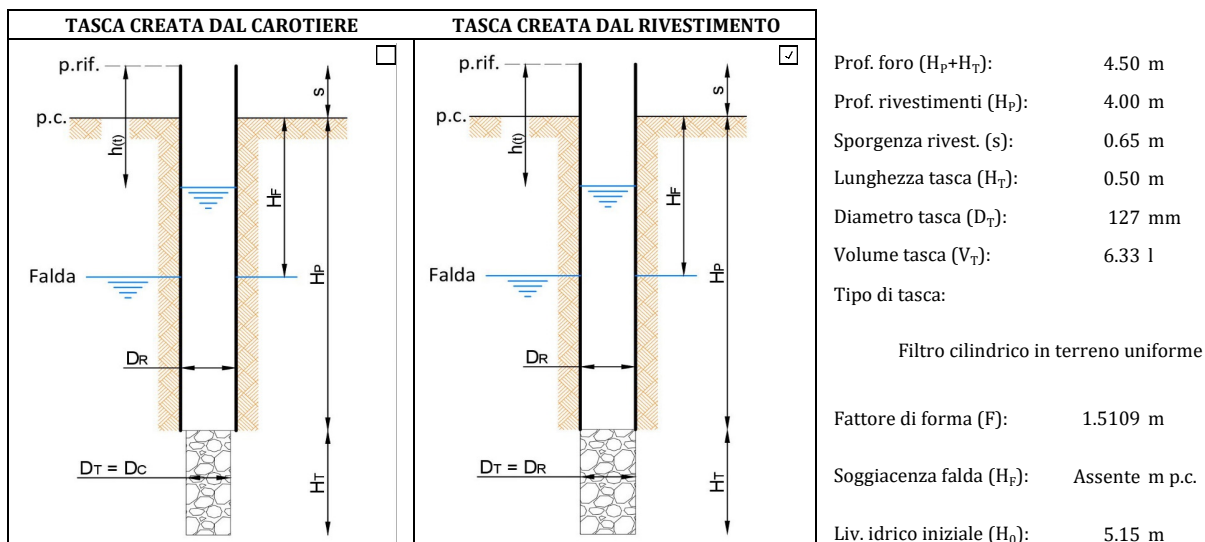 TASCA CREATA DAL CAROTIERE
p.rif.
s
p.c.
h(t)
HF
Falda
HP
DR
DT = DC
HT
TASCA CREATA DAL RIVESTIMENTO
p.rif.
s
p.c.
h(t)
HF
Falda
HP
DR
DT = DR
HT
Prof. foro (HP+HT): 4.50 m
Prof. rivestimenti (HP): 4.00 m
Sporgenza rivest. (s): 0.65 m
Lunghezza tasca (HT): 0.50 m
Diametro tasca (DT): 127 mm
Volume tasca (VT): 6.33 l
Tipo di tasca:
Filtro cilindrico in terreno uniforme
Fattore di forma (F): 1.5109 m
Soggiacenza falda (HF): Assente m p.c.
Liv. idrico iniziale (H0): 5.15 m